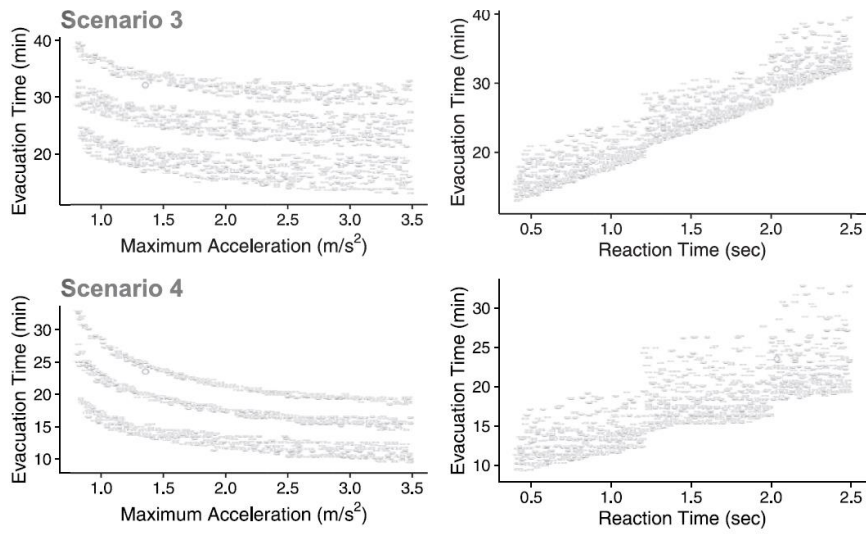 Scenario 3
Evacuation Time (min)
40
30
20
1.0 1.5 2.0 2.5 3.0 3.5
Maximum Acceleration (m/s²)
Evacuation Time (min)
40
30
20
0.5 1.0 1.5 2.0 2.5
Reaction Time (sec)
Scenario 4
Evacuation Time (min)
30
25
20
15
10
1.0 1.5 2.0 2.5 3.0 3.5
Maximum Acceleration (m/s²)
Evacuation Time (min)
30
25
20
15
10
0.5 1.0 1.5 2.0 2.5
Reaction Time (sec)